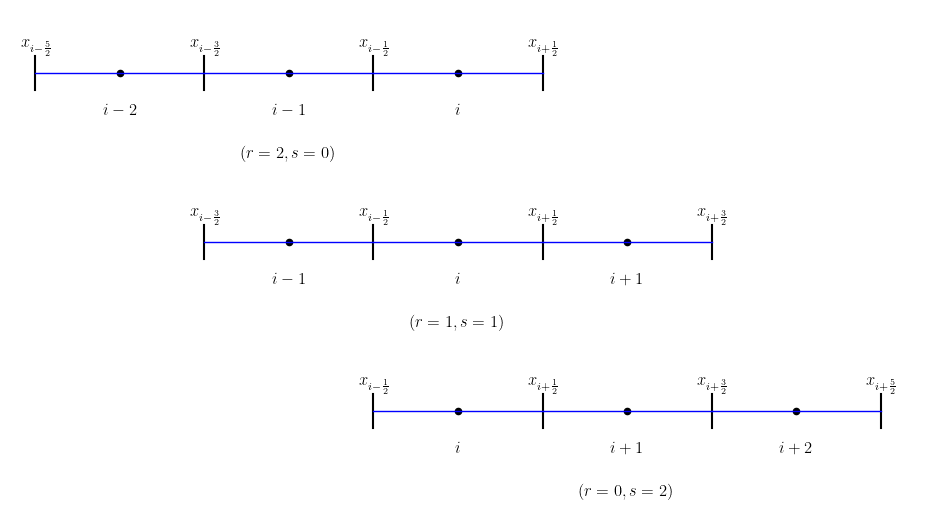 x_{i-\frac{5}{2}} x_{i-\frac{3}{2}} x_{i-\frac{1}{2}} x_{i+\frac{1}{2}}
i − 2 i − 1 i
(r = 2, s = 0)
x_{i-\frac{3}{2}} x_{i-\frac{1}{2}} x_{i+\frac{1}{2}} x_{i+\frac{3}{2}}
i − 1 i i + 1
(r = 1, s = 1)
x_{i-\frac{1}{2}} x_{i+\frac{1}{2}} x_{i+\frac{3}{2}} x_{i+\frac{5}{2}}
i i + 1 i + 2
(r = 0, s = 2)